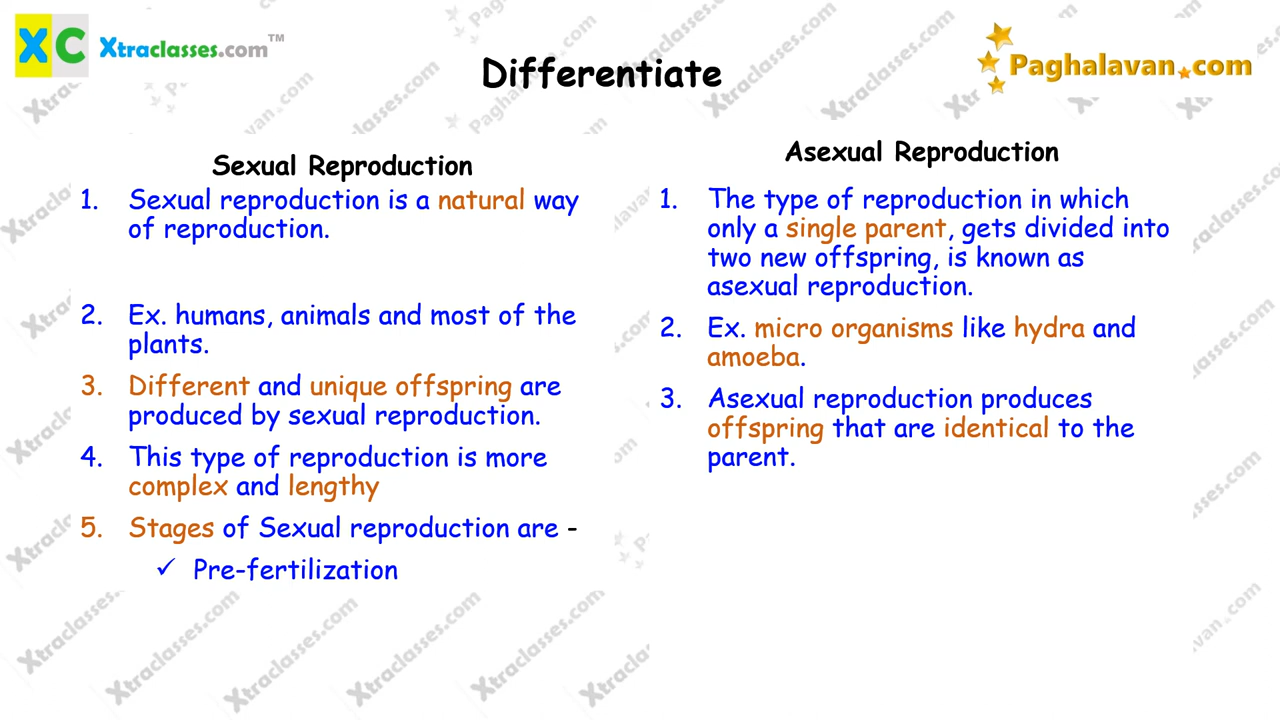 XC Xtraclasses.com™
Differentiate
Paghalavan.com
Sexual Reproduction
1. Sexual reproduction is a natural way
of reproduction.
2. Ex. humans, animals and most of the
plants.
3. Different and unique offspring are
produced by sexual reproduction.
4. This type of reproduction is more
complex and lengthy
5. Stages of Sexual reproduction are -
✓ Pre-fertilization
Asexual Reproduction
1. The type of reproduction in which
only a single parent, gets divided into
two new offspring, is known as
asexual reproduction.
2. Ex. micro organisms like hydra and
amoeba.
3. Asexual reproduction produces
offspring that are identical to the
parent.